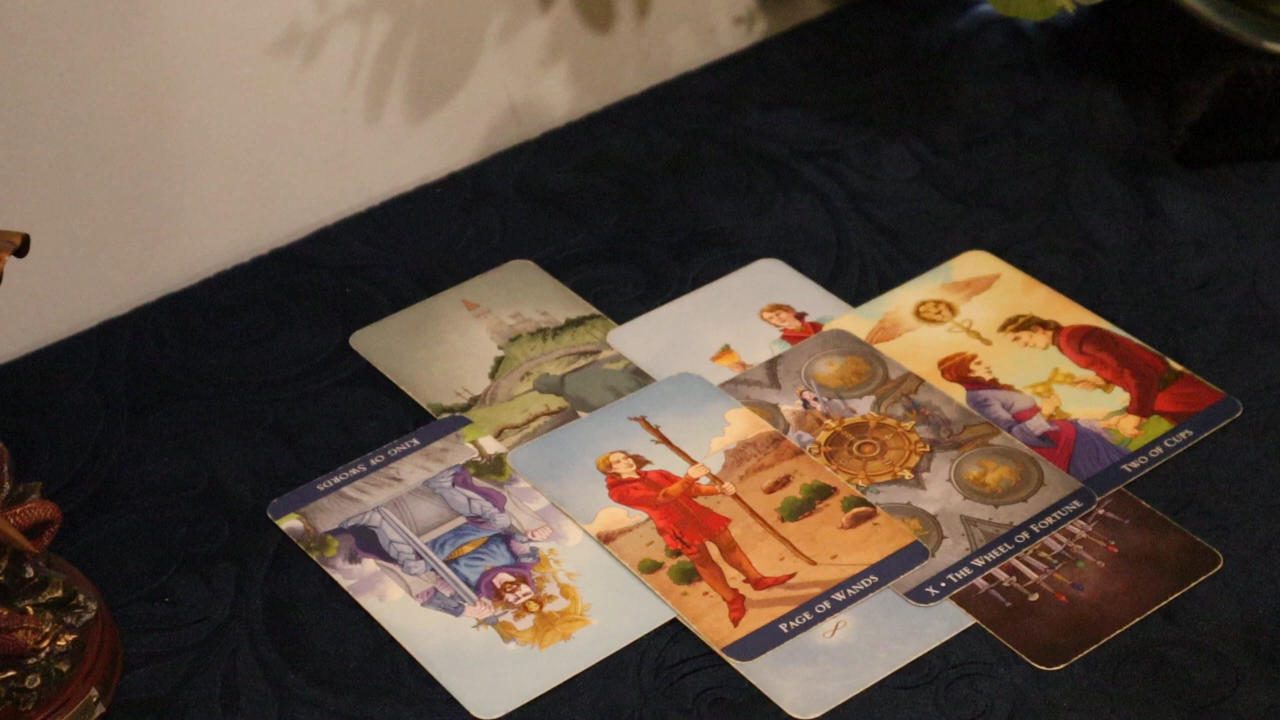 KING OF SWORDS
PAGE OF WANDS
X • THE WHEEL OF FORTUNE
TWO OF CUPS